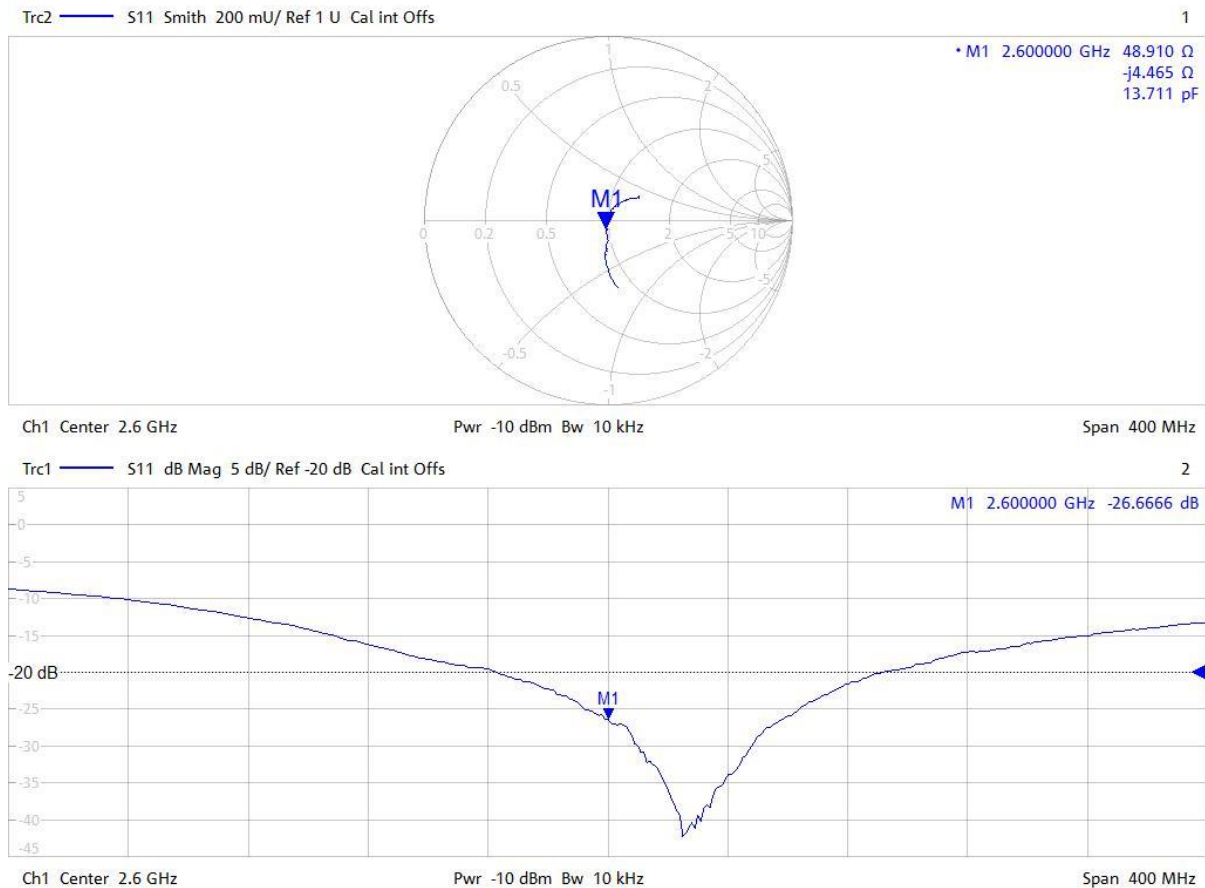 Trc2 S11 Smith 200 mU/ Ref 1 U Cal int Offs 1
• M1 2.600000 GHz 48.910 Ω
-j4.465 Ω
13.711 pF
1
0.5 2
5
M1
0 0.2 0.5 2 5 10
-5
-0.5 -2
-1
Ch1 Center 2.6 GHz Pwr -10 dBm Bw 10 kHz Span 400 MHz
Trc1 S11 dB Mag 5 dB/ Ref -20 dB Cal int Offs 2
M1 2.600000 GHz -26.6666 dB
5
0
-5
-10
-15
-20 dB
M1
-25
-30
-35
-40
-45
Ch1 Center 2.6 GHz Pwr -10 dBm Bw 10 kHz Span 400 MHz